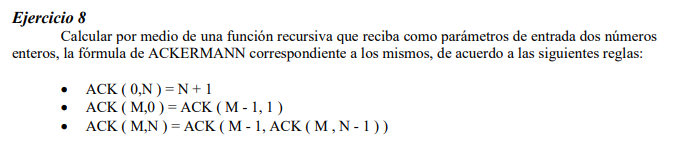 Ejercicio 8
Calcular por medio de una función recursiva que reciba como parámetros de entrada dos números
enteros, la fórmula de ACKERMANN correspondiente a los mismos, de acuerdo a las siguientes reglas:
• ACK ( 0,N ) = N + 1
• ACK ( M,0 ) = ACK ( M - 1, 1 )
• ACK ( M,N ) = ACK ( M - 1, ACK ( M , N - 1 ) )